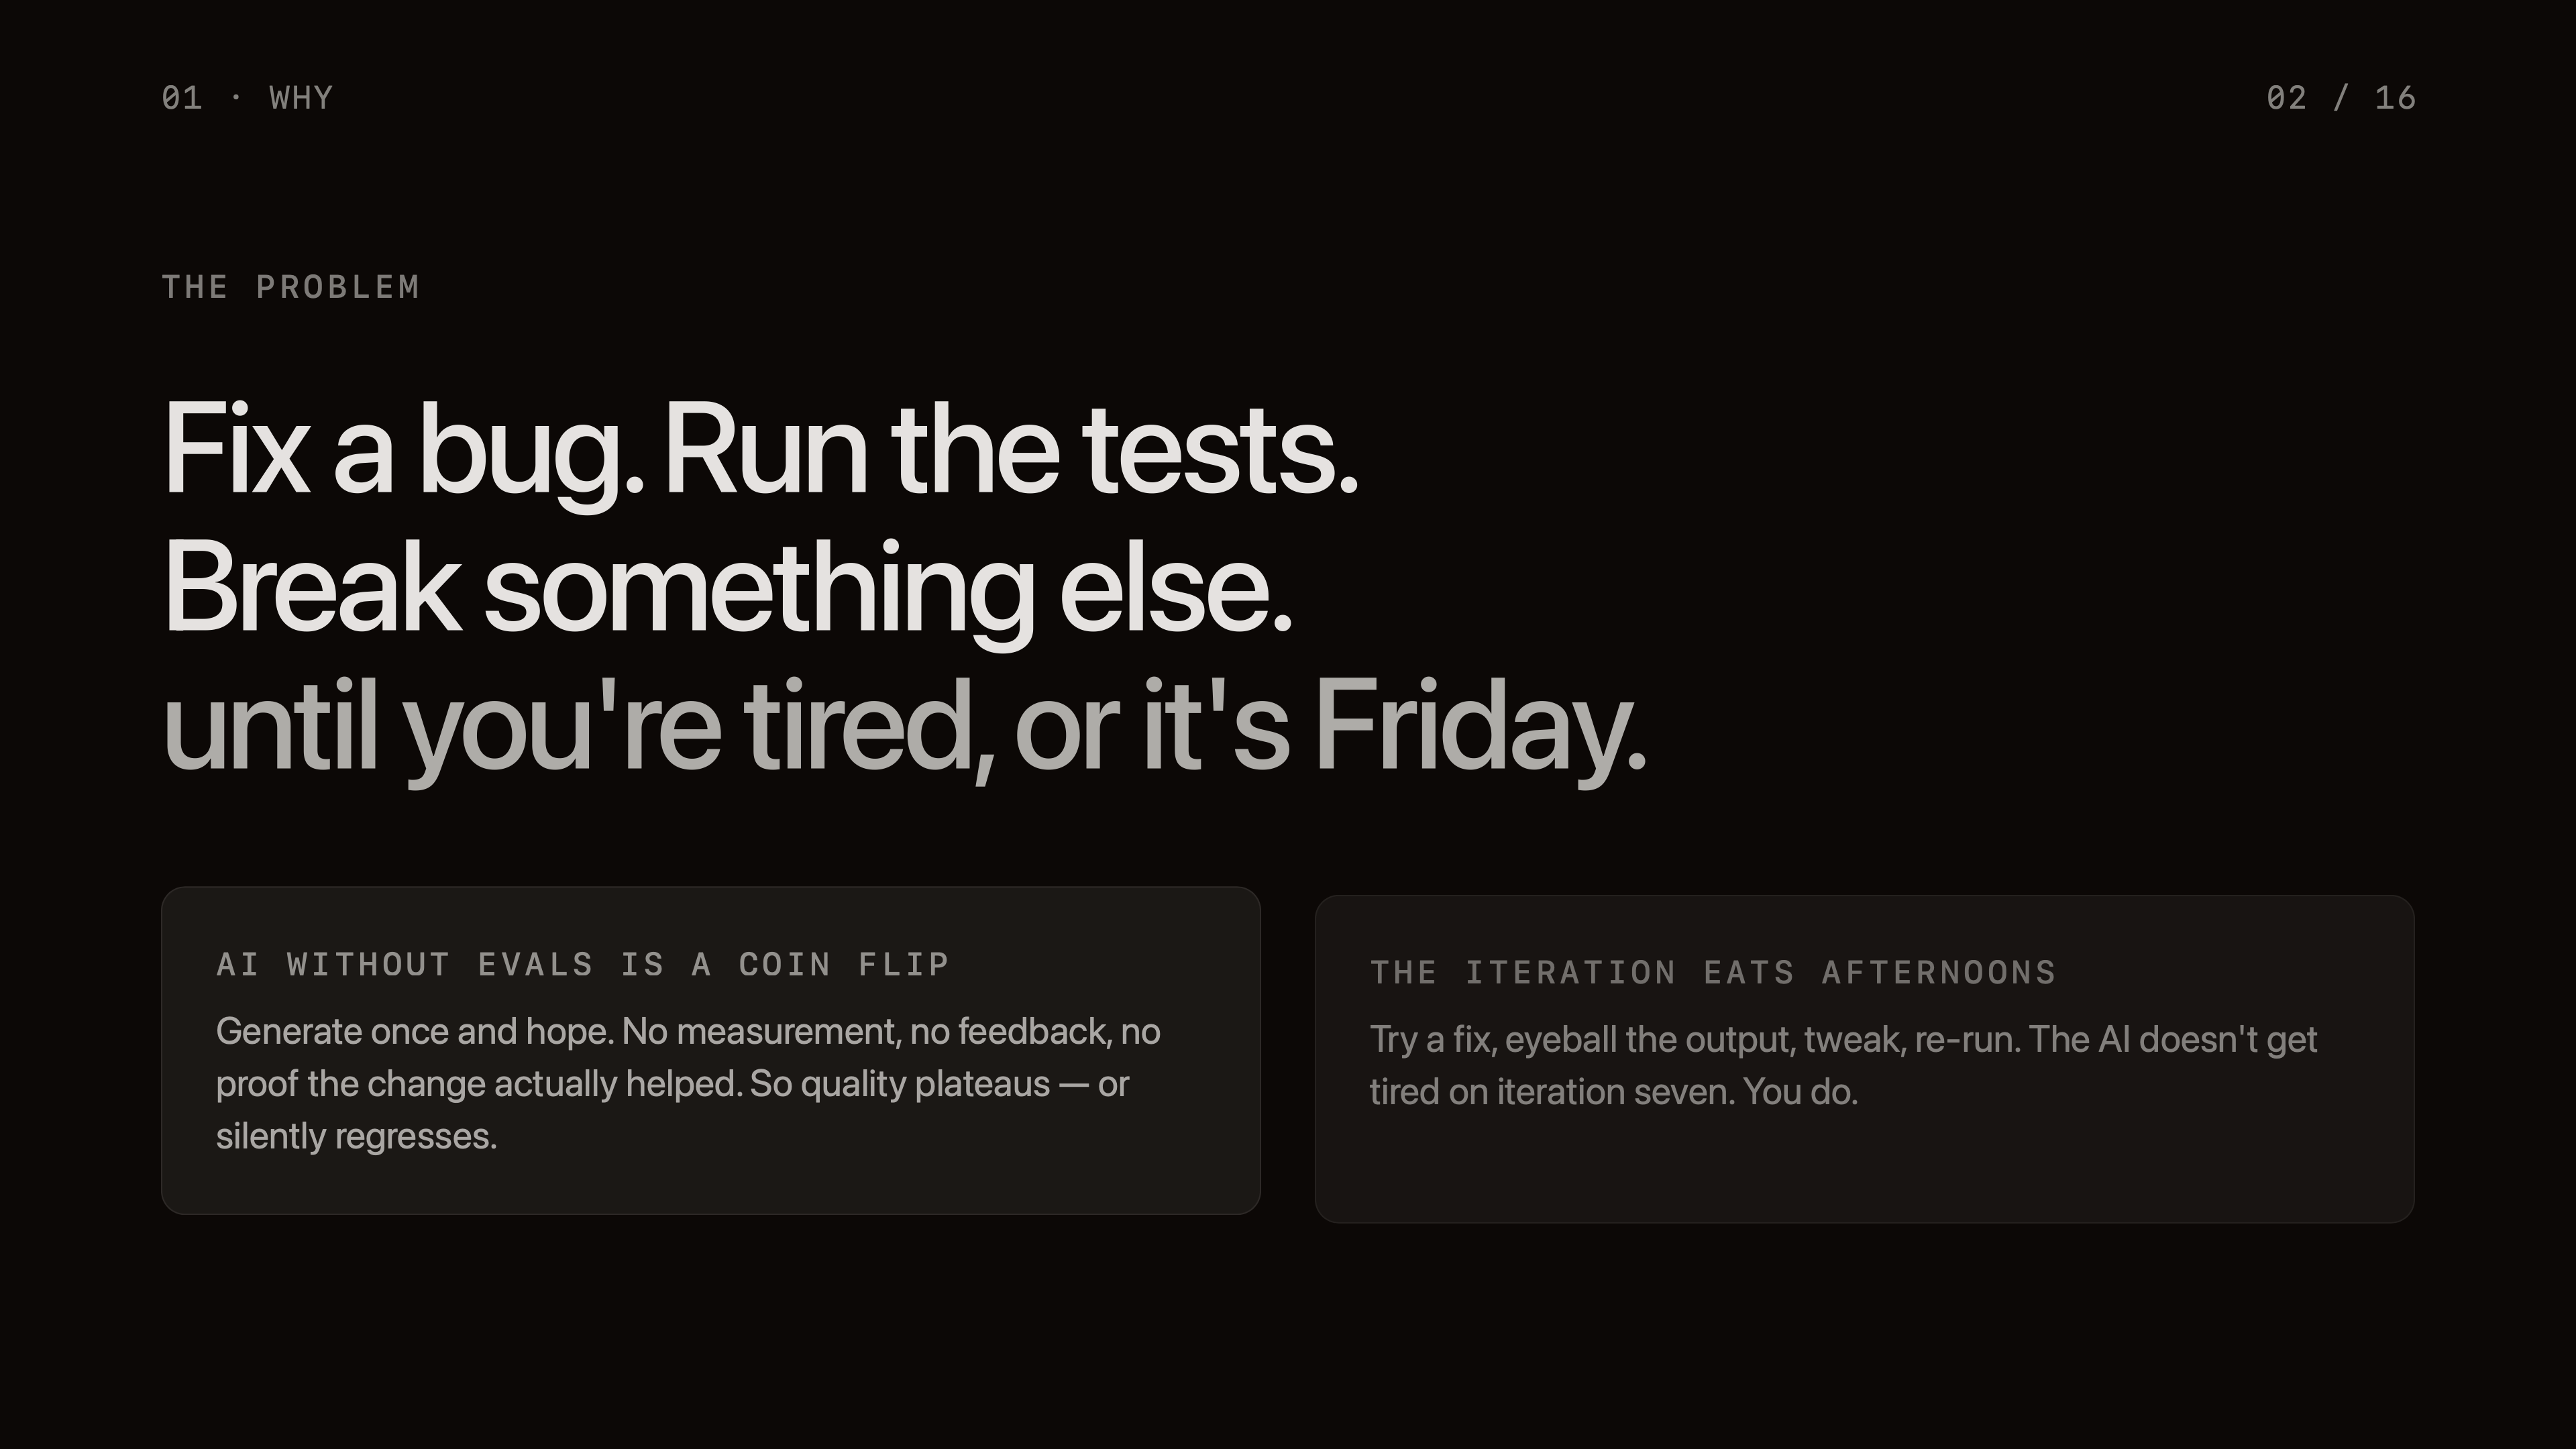 01 · WHY
02 / 16
THE PROBLEM
Fix a bug. Run the tests.
Break something else.
until you're tired, or it's Friday.
AI WITHOUT EVALS IS A COIN FLIP
Generate once and hope. No measurement, no feedback, no
proof the change actually helped. So quality plateaus — or
silently regresses.
THE ITERATION EATS AFTERNOONS
Try a fix, eyeball the output, tweak, re-run. The AI doesn't get
tired on iteration seven. You do.